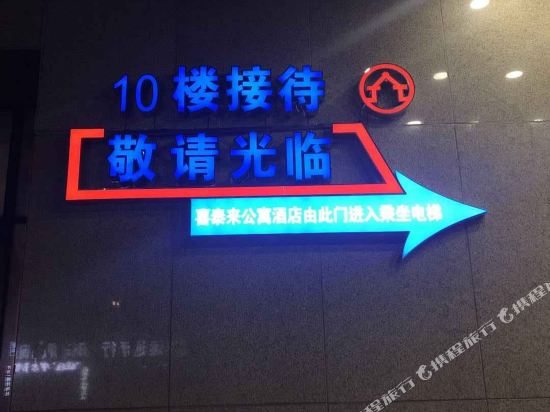 10楼接待
敬请光临
喜泰来公寓酒店由此门进入乘坐电梯
携程旅行
携程旅行